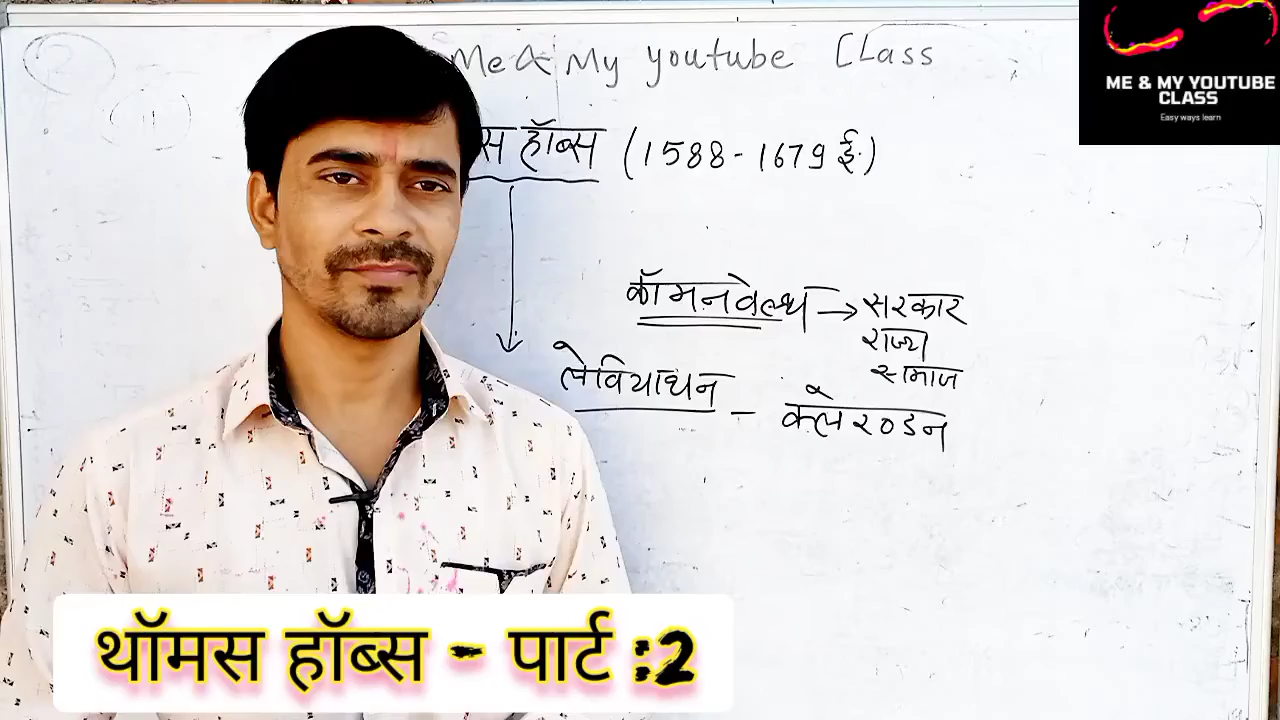 Me & My youtube CLass
ME & MY YOUTUBE
CLASS
Easy ways learn
स हॉब्स (1588-1679 ई.)
कॉमनवेल्थ → सरकार
राज्य
समाज
लेवियाथन - क्लेरण्डन
थॉमस हॉब्स - पार्ट :2